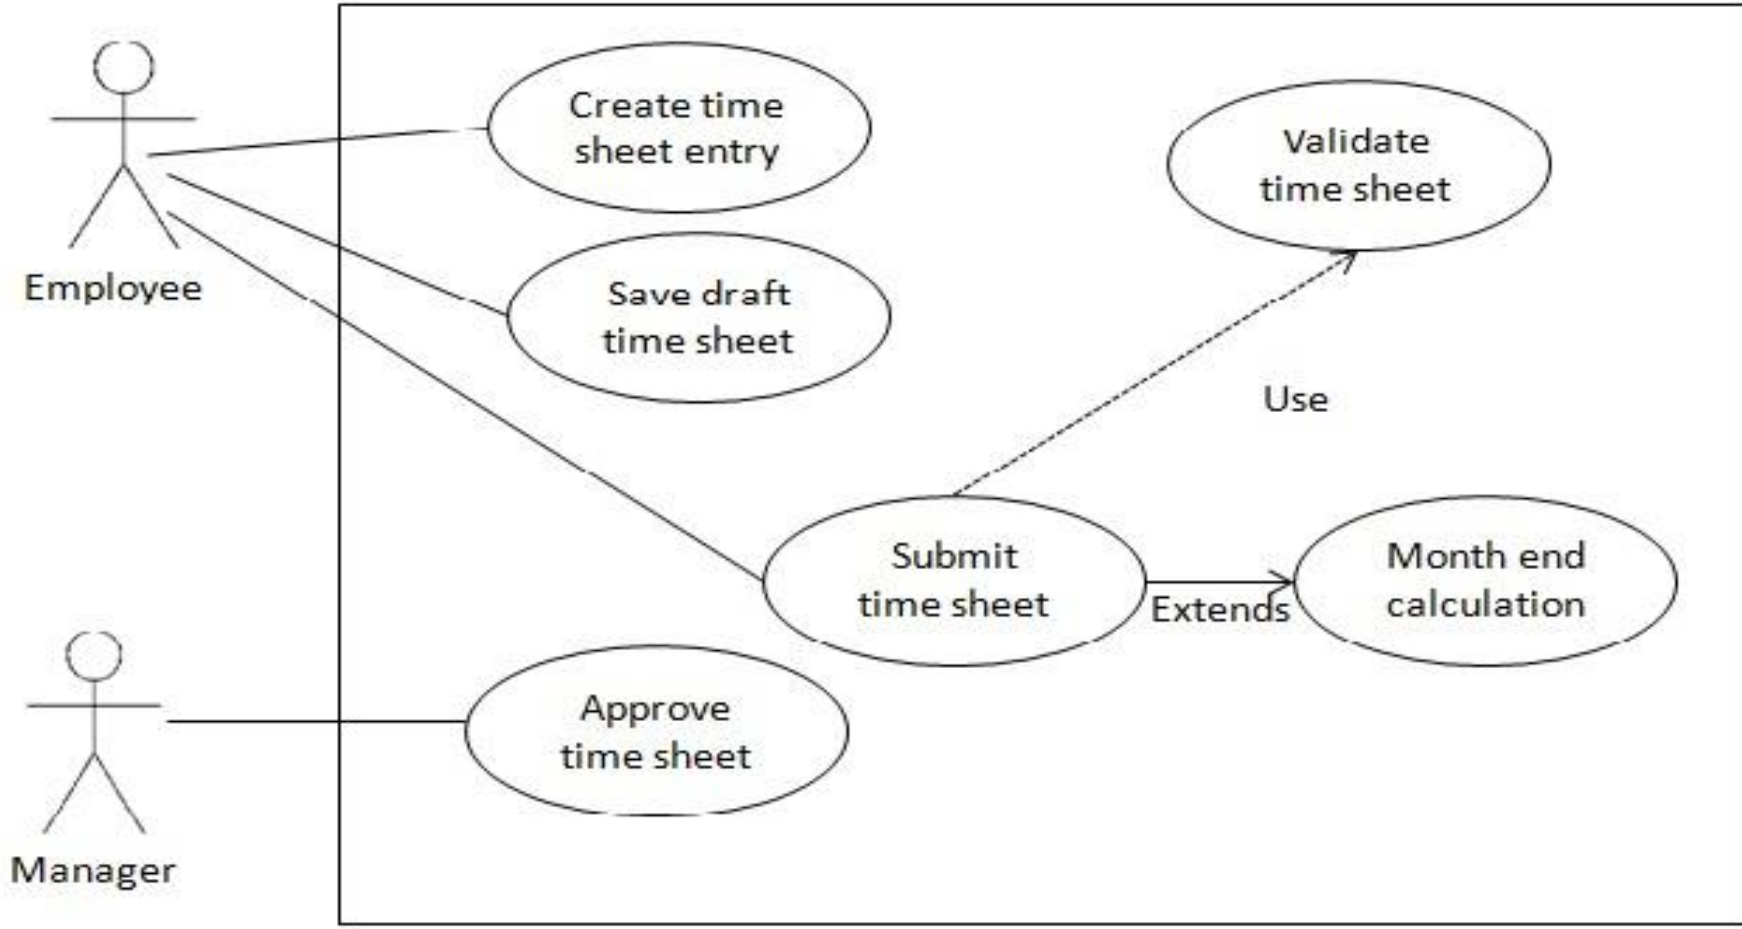 Employee
Create time
sheet entry
Save draft
time sheet
Validate
time sheet
Use
Submit
time sheet
Extends
Month end
calculation
Manager
Approve
time sheet